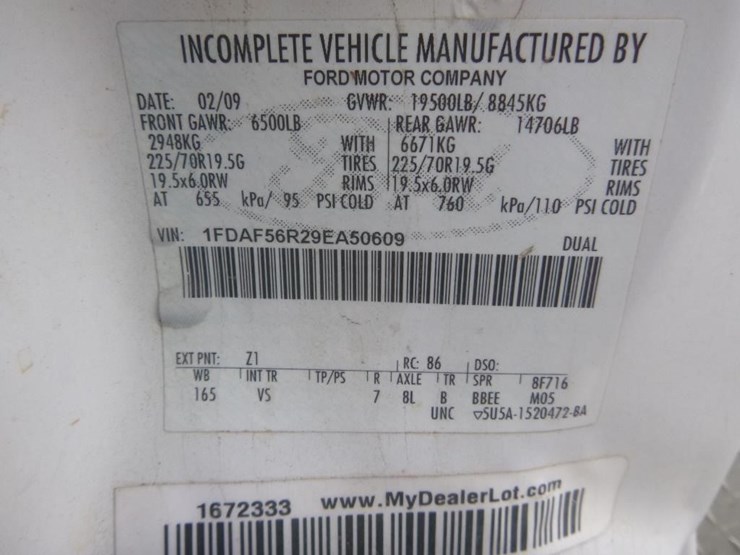 INCOMPLETE VEHICLE MANUFACTURED BY
FORD MOTOR COMPANY
DATE: 02/09 GVWR: 19500LB/ 8845KG
FRONT GAWR: 6500LB REAR GAWR: 14706LB
2948KG WITH 6671KG WITH
225/70R19.5G TIRES 225/70R19.5G TIRES
19.5x6.0RW RIMS 19.5x6.0RW RIMS
AT 655 kPa/ 95 PSI COLD AT 760 kPa/110 PSI COLD
VIN: 1FDAF56R29EA50609 DUAL
EXT PNT: Z1 RC: 86 DSO:
WB INT TR TP/PS R AXLE TR SPR 8F716
165 VS 7 8L B BBEE M05
UNC ▽5U5A-1520472-BA
1672333 www.MyDealerLot.com